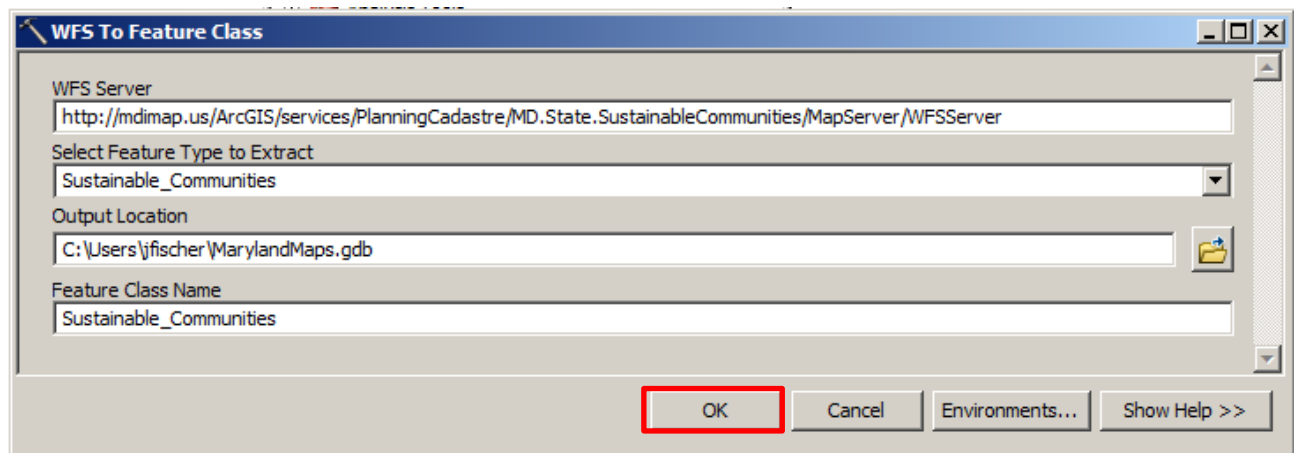 WFS To Feature Class
WFS Server
http://mdimap.us/ArcGIS/services/PlanningCadastre/MD.State.SustainableCommunities/MapServer/WFSServer
Select Feature Type to Extract
Sustainable_Communities
Output Location
C:\Users\jfischer\MarylandMaps.gdb
Feature Class Name
Sustainable_Communities
OK Cancel Environments... Show Help >>